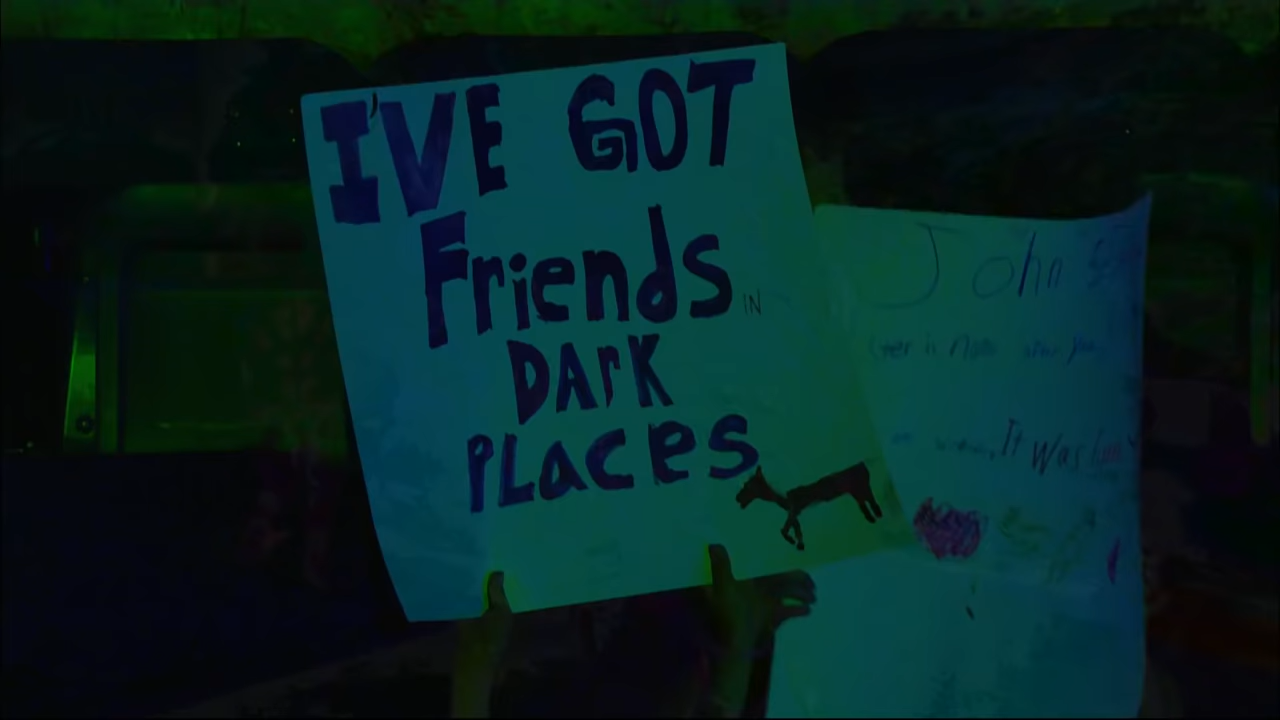 I'VE GOT
Friends IN
DArK
PLaces
John
It Was